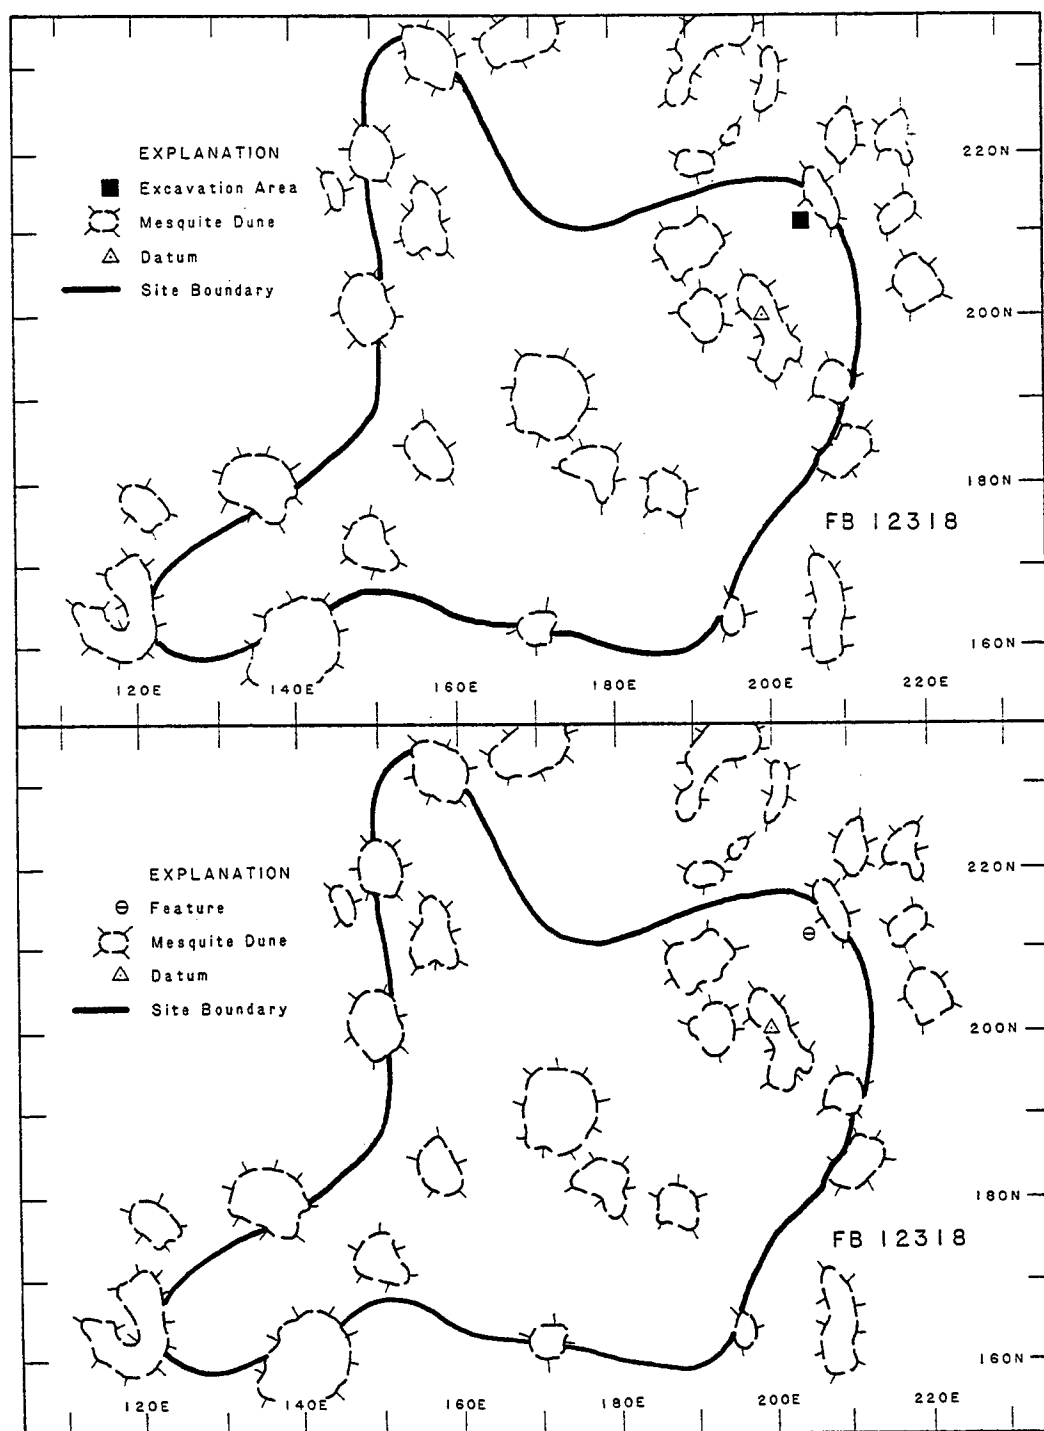 EXPLANATION
Excavation Area
Mesquite Dune
Datum
Site Boundary
220N
200N
180N
FB 12318
160N
120E 140E 160E 180E 200E 220E
EXPLANATION
Feature
Mesquite Dune
Datum
Site Boundary
220N
200N
180N
FB 12318
160N
120E 140E 160E 180E 200E 220E